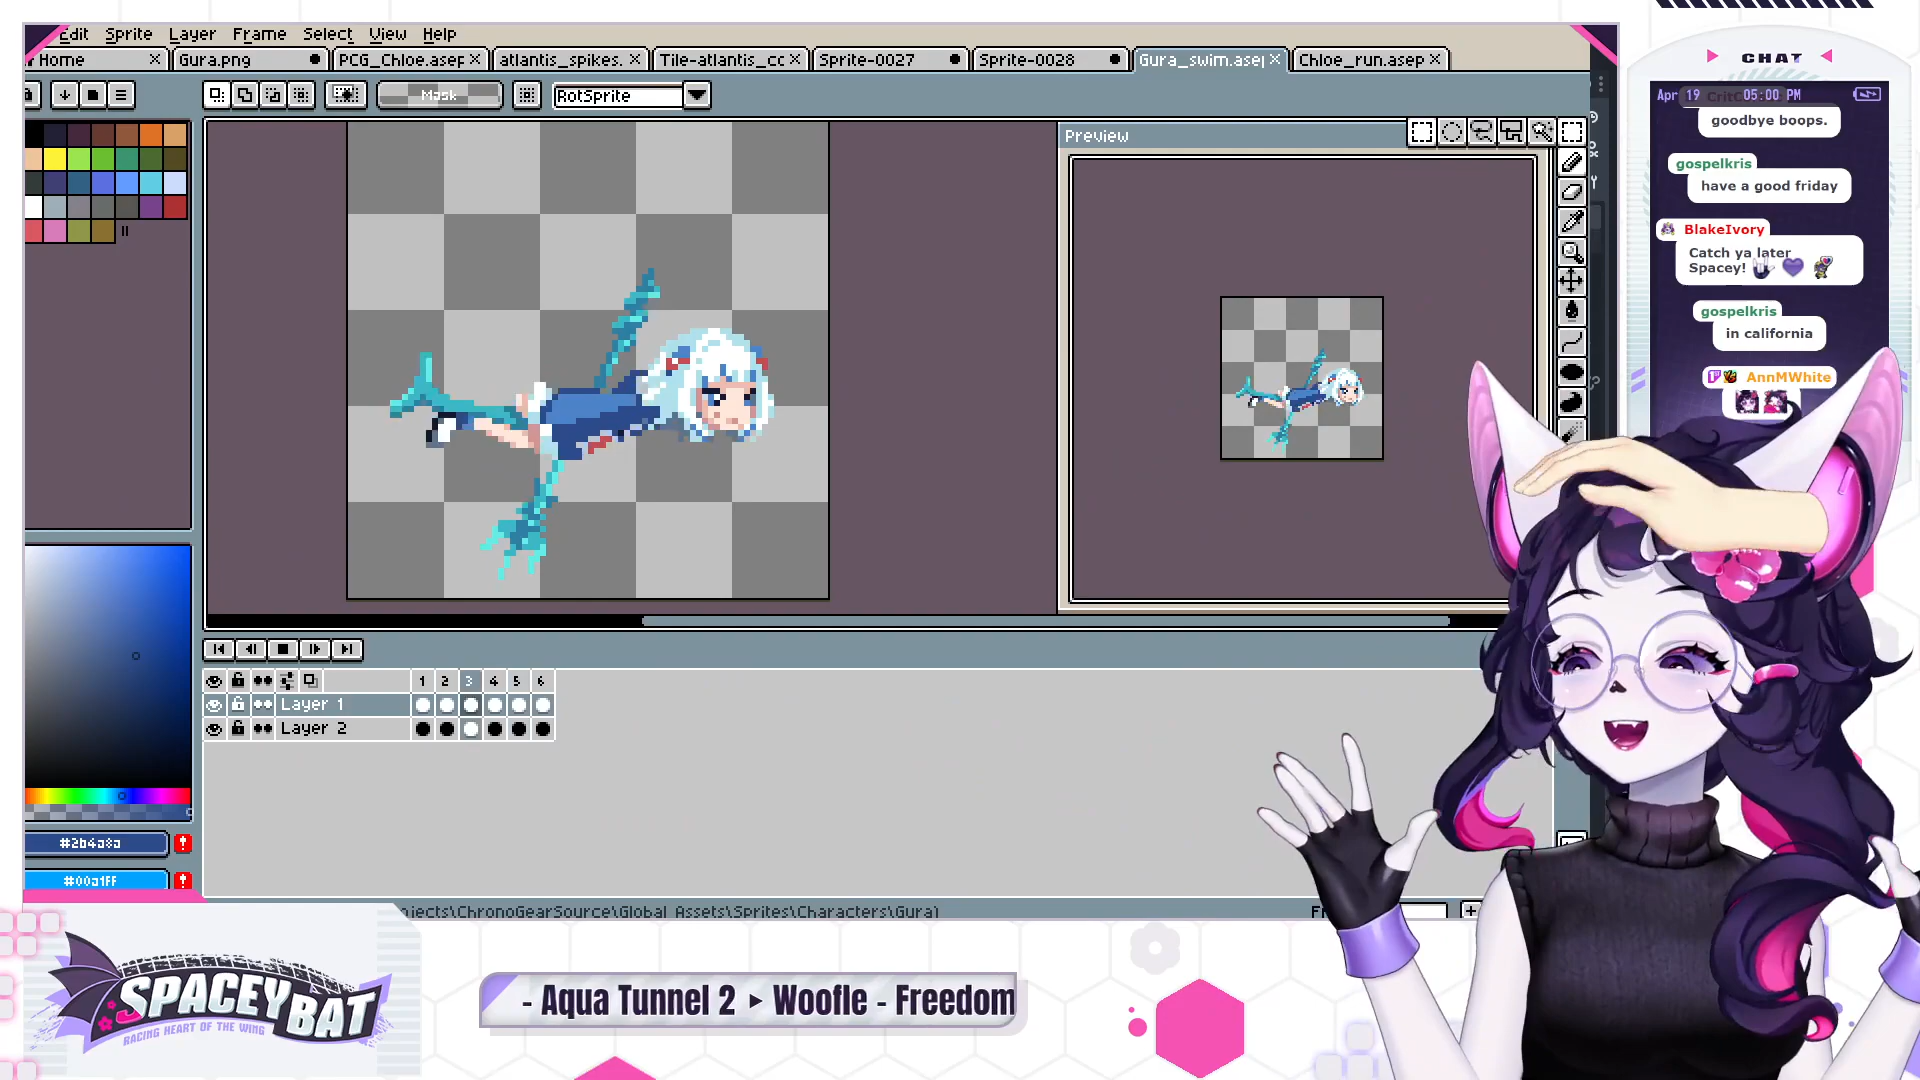 Edit Sprite Layer Frame Select View Help
Home Gura.png PCG_Chloe.asep atlantis_spikes. Tile-atlantis_cc Sprite-0027 Sprite-0028 Gura_swim.asep Chloe_run.asep
Mask RotSprite
Preview
1 2 3 4 5 6
Layer 1
Layer 2
#2b4a8a
#00a1FF
ojects\ChronoGearSource\Global_Assets\Sprites\Characters\Gura)
CHAT
Apr 19 05:00 PM
goodbye boops.
gospelkris
have a good friday
BlakeIvory
Catch ya later
Spacey!
gospelkris
in california
AnnMWhite
SPACEYBAT
RACING HEART OF THE WING
- Aqua Tunnel 2 ▸ Woofle - Freedom